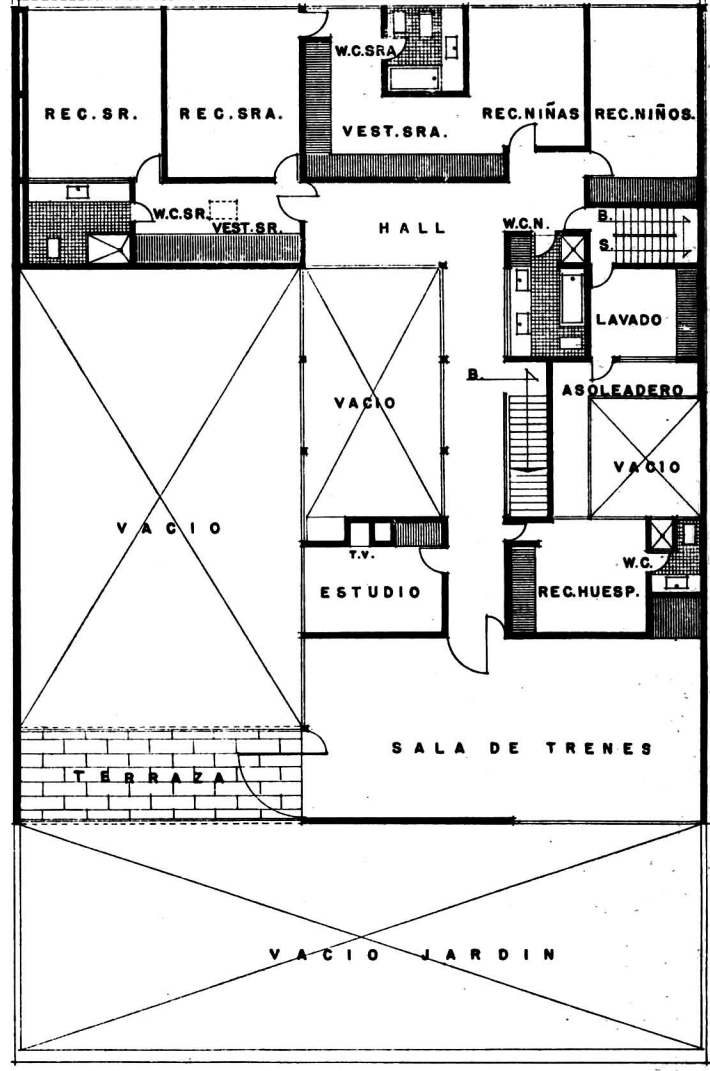 W.C.SRA
REC.SR.
REC.SRA.
VEST.SRA.
REC.NIÑAS
REC.NIÑOS.
W.C.SR.
VEST.SR.
HALL
W.C.N.
B.
S.
LAVADO
B.
ASOLEADERO
VACIO
VACIO
VACIO
T.V.
ESTUDIO
W.C.
REC.HUESP.
SALA DE TRENES
TERRAZA
VACIO JARDIN